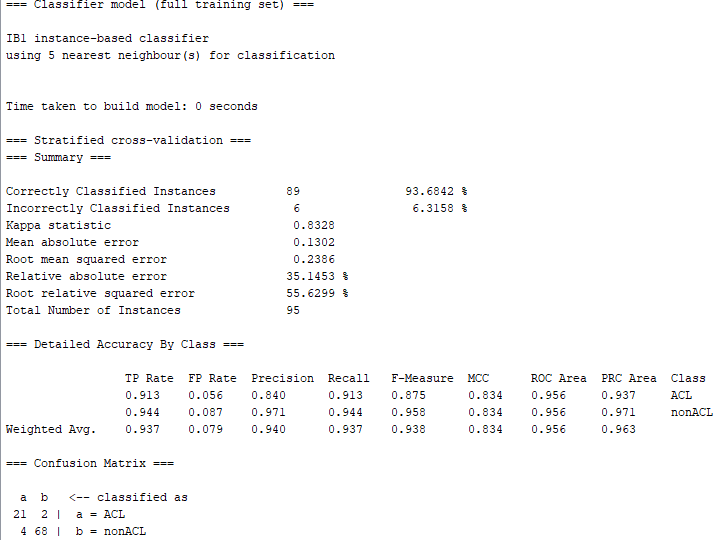 === Classifier model (full training set) ===
IB1 instance-based classifier
using 5 nearest neighbour(s) for classification
Time taken to build model: 0 seconds
=== Stratified cross-validation ===
=== Summary ===
Correctly Classified Instances          89               93.6842 %
Incorrectly Classified Instances         6                6.3158 %
Kappa statistic                          0.8328
Mean absolute error                      0.1302
Root mean squared error                  0.2386
Relative absolute error                 35.1453 %
Root relative squared error             55.6299 %
Total Number of Instances               95
=== Detailed Accuracy By Class ===
                 TP Rate  FP Rate  Precision  Recall   F-Measure  MCC      ROC Area  PRC Area  Class
                 0.913    0.056    0.840      0.913    0.875      0.834    0.956     0.937     ACL
                 0.944    0.087    0.971      0.944    0.958      0.834    0.956     0.971     nonACL
Weighted Avg.    0.937    0.079    0.940      0.937    0.938      0.834    0.956     0.963
=== Confusion Matrix ===
  a  b   <-- classified as
 21  2 |  a = ACL
  4 68 |  b = nonACL